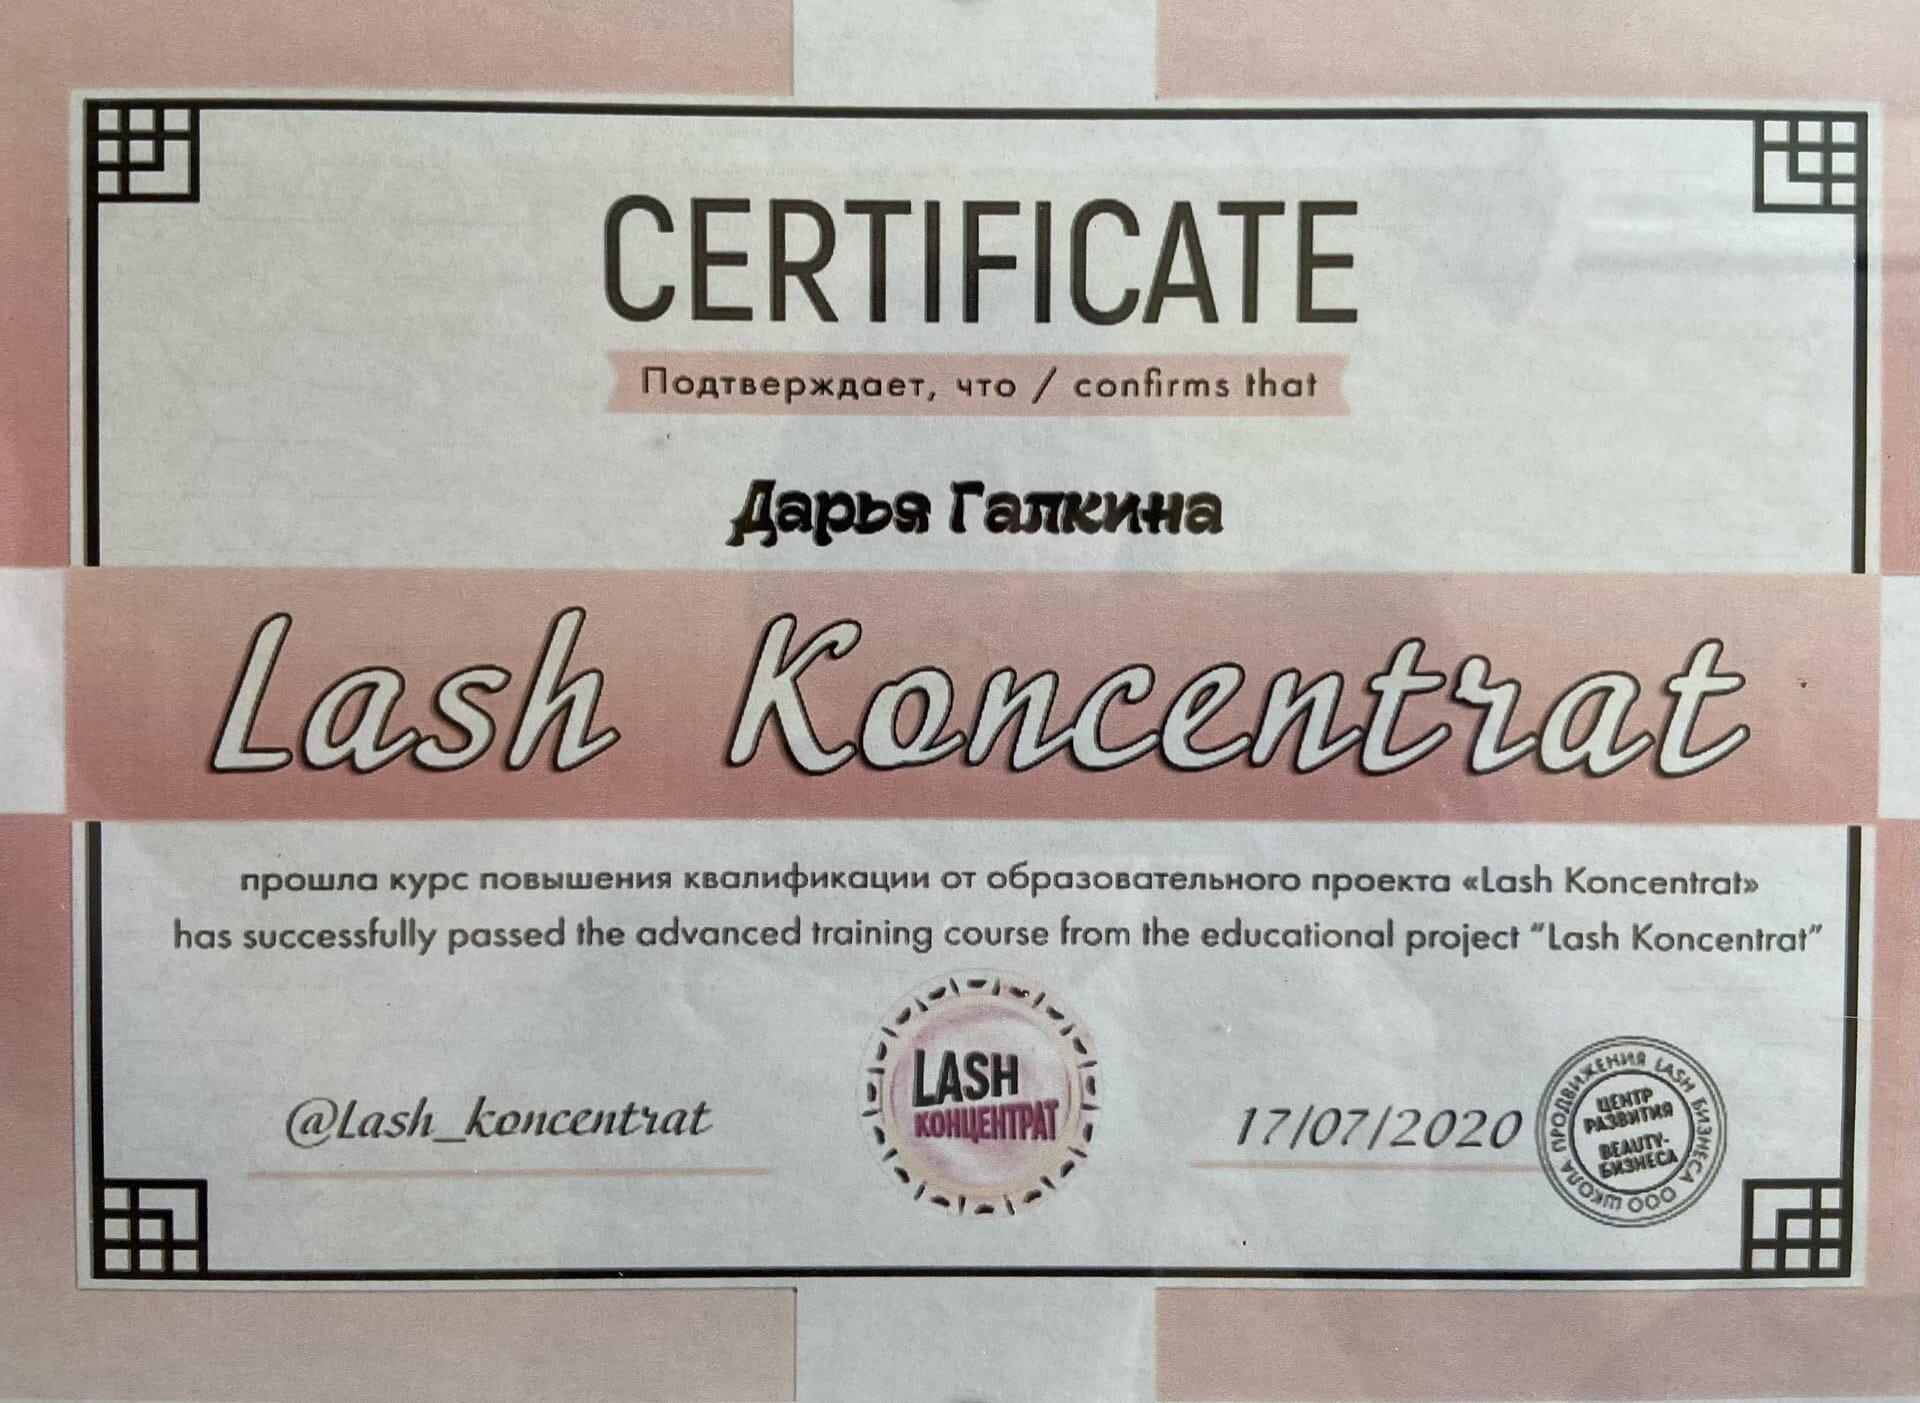 CERTIFICATE
Подтверждает, что / confirms that
Дарья Галкина
Lash Koncentrat
прошла курс повышения квалификации от образовательного проекта «Lash Koncentrat»
has successfully passed the advanced training course from the educational project “Lash Koncentrat”
@Lash_koncentrat
LASH
КОНЦЕНТРАТ
17/07/2020
ООО ШКОЛА ПРОДВИЖЕНИЯ LASH БИЗНЕСА
ЦЕНТР
РАЗВИТИЯ
BEAUTY-
БИЗНЕСА